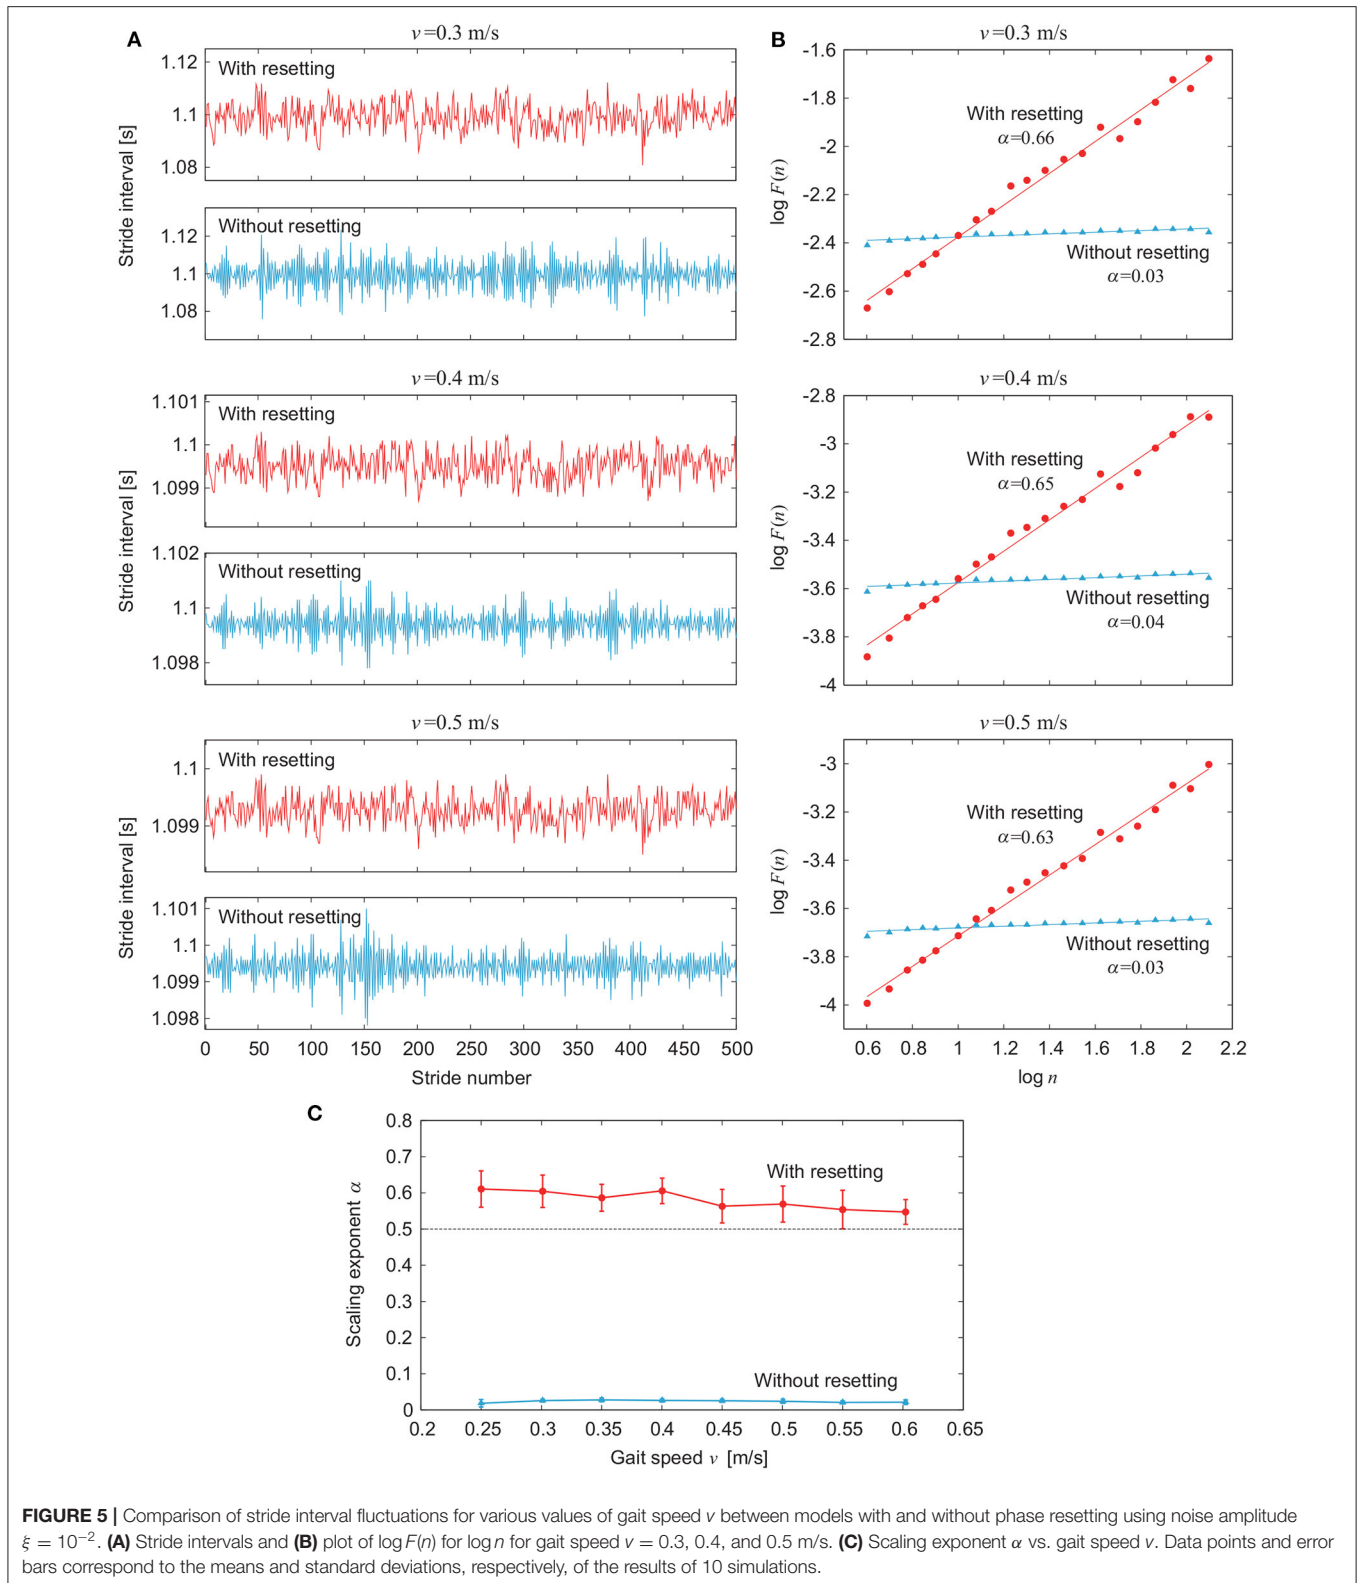 A
v=0.3 m/s
With resetting
1.12
1.1
1.08
Without resetting
1.12
1.1
1.08
Stride interval [s]
v=0.4 m/s
1.101
With resetting
1.1
1.099
1.102
Without resetting
1.1
1.098
Stride interval [s]
v=0.5 m/s
1.1
With resetting
1.099
1.101
Without resetting
1.1
1.099
1.098
Stride interval [s]
0 50 100 150 200 250 300 350 400 450 500
Stride number
B
v=0.3 m/s
-1.6
-1.8
-2
-2.2
-2.4
-2.6
-2.8
log F(n)
With resetting
α=0.66
Without resetting
α=0.03
v=0.4 m/s
-2.8
-3
-3.2
-3.4
-3.6
-3.8
-4
log F(n)
With resetting
α=0.65
Without resetting
α=0.04
v=0.5 m/s
-3
-3.2
-3.4
-3.6
-3.8
-4
log F(n)
With resetting
α=0.63
Without resetting
α=0.03
0.6 0.8 1 1.2 1.4 1.6 1.8 2 2.2
log n
C
0.8
0.7
0.6
0.5
0.4
0.3
0.2
0.1
0
Scaling exponent α
With resetting
Without resetting
0.2 0.25 0.3 0.35 0.4 0.45 0.5 0.55 0.6 0.65
Gait speed v [m/s]
FIGURE 5 | Comparison of stride interval fluctuations for various values of gait speed v between models with and without phase resetting using noise amplitude
ξ = 10⁻². (A) Stride intervals and (B) plot of log F(n) for log n for gait speed v = 0.3, 0.4, and 0.5 m/s. (C) Scaling exponent α vs. gait speed v. Data points and error
bars correspond to the means and standard deviations, respectively, of the results of 10 simulations.